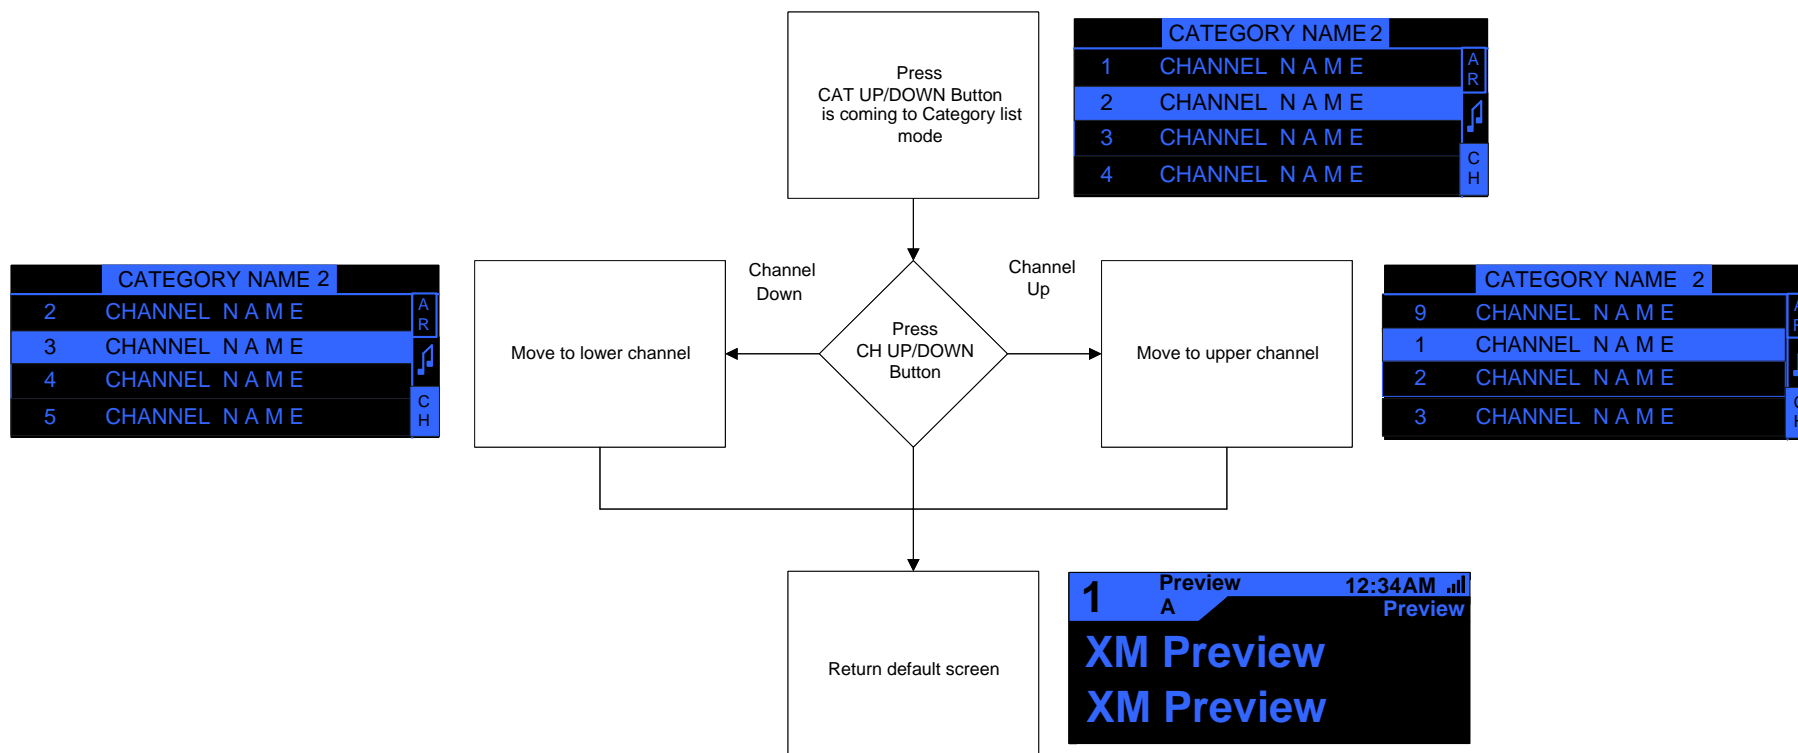 Press
CAT UP/DOWN Button
is coming to Category list
mode
CATEGORY NAME 2
1 CHANNEL N A M E
2 CHANNEL N A M E
3 CHANNEL N A M E
4 CHANNEL N A M E
A
R
C
H
CATEGORY NAME 2
2 CHANNEL N A M E
3 CHANNEL N A M E
4 CHANNEL N A M E
5 CHANNEL N A M E
A
R
C
H
Move to lower channel
Channel
Down
Press
CH UP/DOWN
Button
Channel
Up
Move to upper channel
CATEGORY NAME 2
9 CHANNEL N A M E
1 CHANNEL N A M E
2 CHANNEL N A M E
3 CHANNEL N A M E
Return default screen
1
Preview
A
12:34AM
Preview
XM Preview
XM Preview